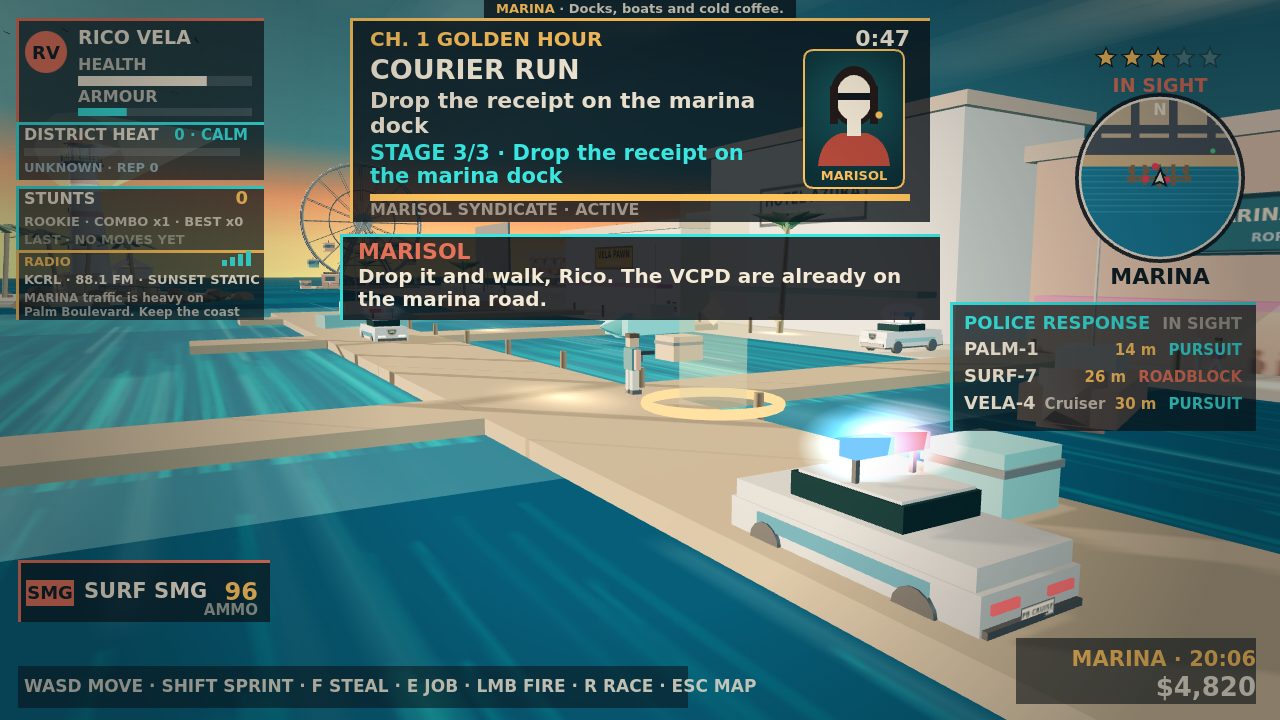 MARINA · Docks, boats and cold coffee.
RV
RICO VELA
HEALTH
ARMOUR
DISTRICT HEAT 0 · CALM
UNKNOWN · REP 0
STUNTS 0
ROOKIE · COMBO x1 · BEST x0
LAST · NO MOVES YET
RADIO
KCRL · 88.1 FM · SUNSET STATIC
MARINA traffic is heavy on
Palm Boulevard. Keep the coast
CH. 1 GOLDEN HOUR 0:47
COURIER RUN
Drop the receipt on the marina
dock
STAGE 3/3 · Drop the receipt on
the marina dock
MARISOL
MARISOL SYNDICATE · ACTIVE
MARISOL
Drop it and walk, Rico. The VCPD are already on
the marina road.
VELA PAWN
IN SIGHT
N
MARINA
POLICE RESPONSE IN SIGHT
PALM-1 14 m PURSUIT
SURF-7 26 m ROADBLOCK
VELA-4 Cruiser 30 m PURSUIT
SMG SURF SMG 96
AMMO
WASD MOVE · SHIFT SPRINT · F STEAL · E JOB · LMB FIRE · R RACE · ESC MAP
MARINA · 20:06
$4,820